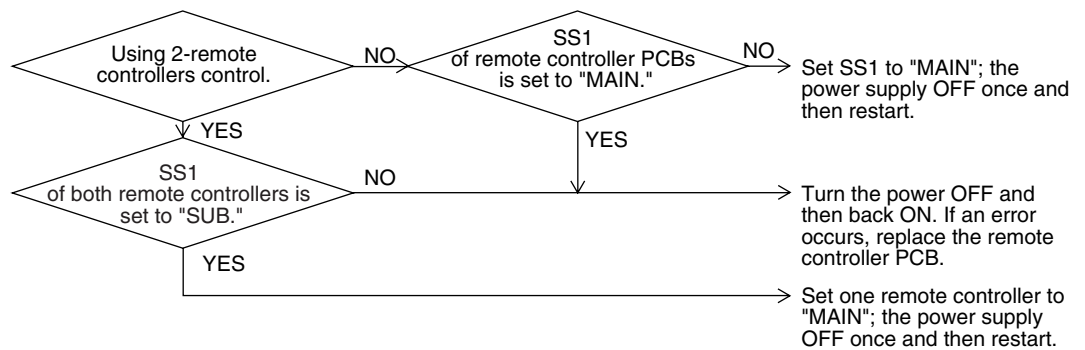 Using 2-remote
controllers control.
NO
SS1
of remote controller PCBs
is set to "MAIN."
NO
Set SS1 to "MAIN"; the
power supply OFF once and
then restart.
YES
YES
SS1
of both remote controllers is
set to "SUB."
NO
Turn the power OFF and
then back ON. If an error
occurs, replace the remote
controller PCB.
YES
Set one remote controller to
"MAIN"; the power supply
OFF once and then restart.